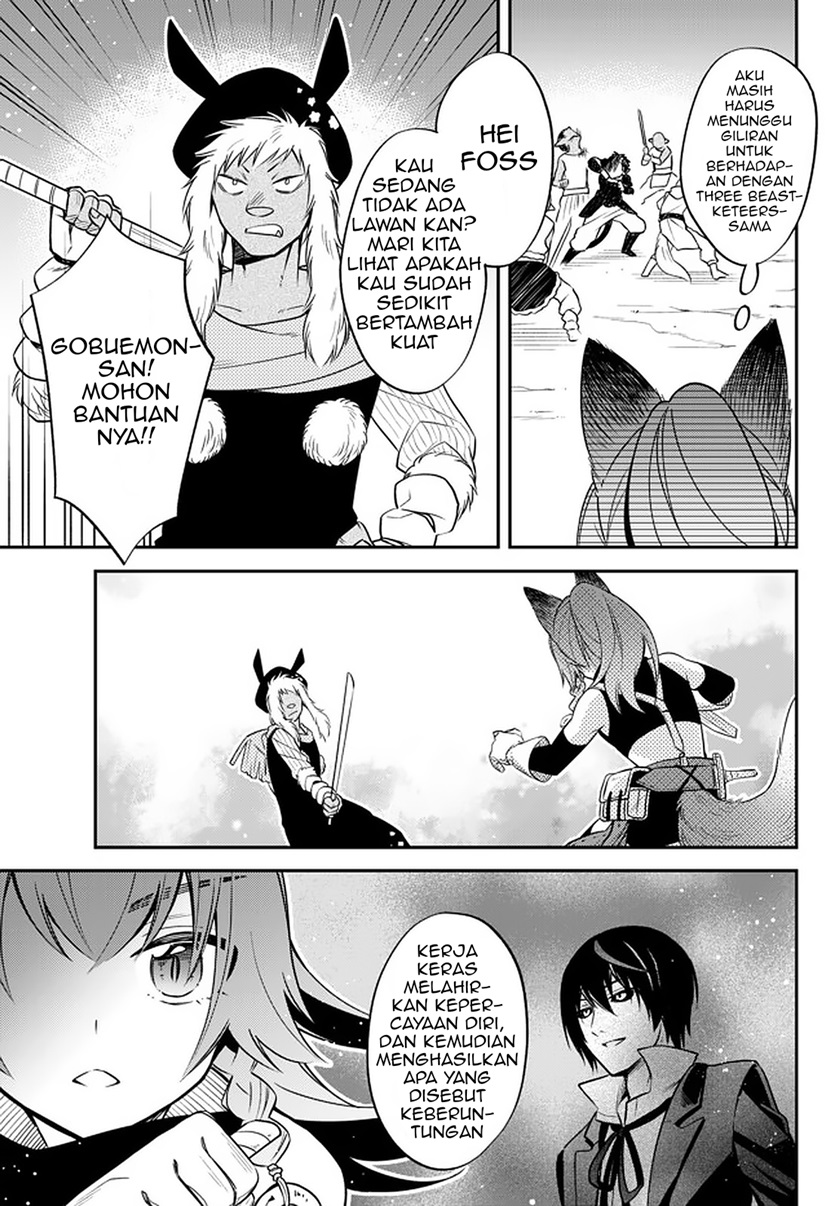 AKU
MASIH
HARUS
MENUNGGU
GILIRAN
UNTUK
BERHADAP-
AN DENGAN
THREE BEAST-
KETEERS-
SAMA
HEI
FOSS
KAU
SEDANG
TIDAK ADA
LAWAN KAN?
MARI KITA
LIHAT APAKAH
KAU SUDAH
SEDIKIT
BERTAMBAH
KUAT
GOBUEMON-
SAN!
MOHON
BANTUAN
NYA!!
KERJA
KERAS
MELAHIR-
KAN KEPER-
CAYAAN DIRI,
DAN KEMUDIAN
MENGHASILKAN
APA YANG
DISEBUT
KEBERUN-
TUNGAN